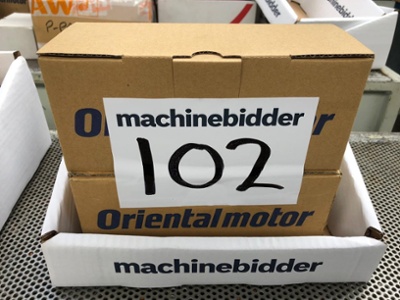 machinebidder
102
Orientalmotor
machinebidder